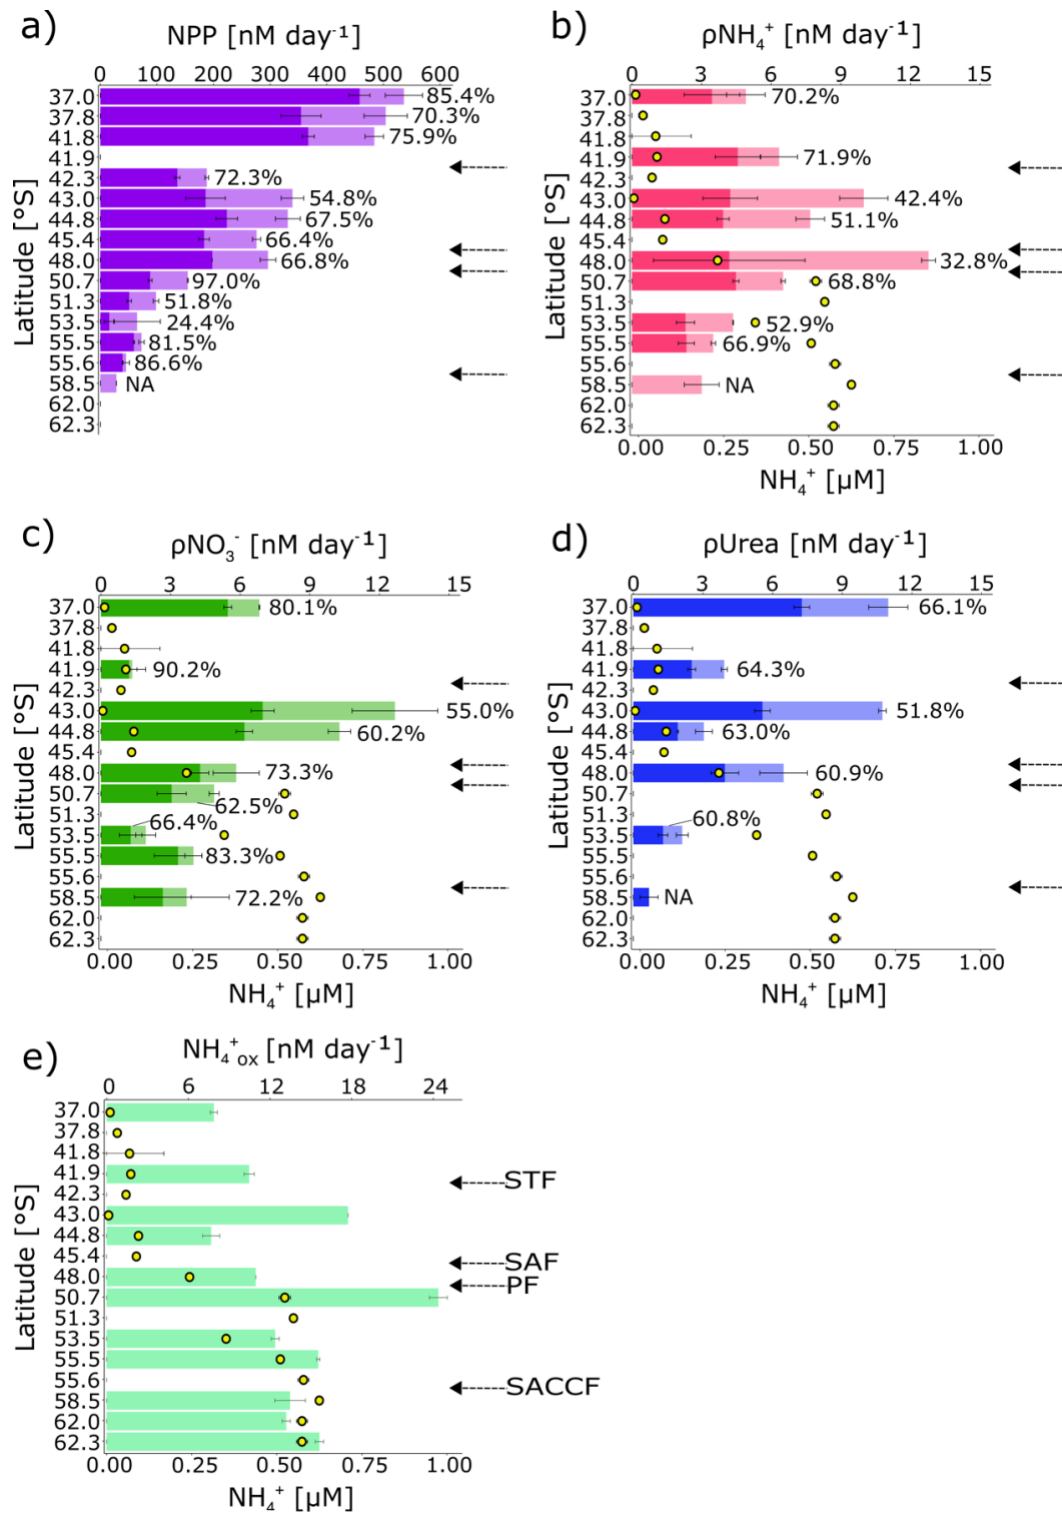 a)
NPP [nM day-1]
0 100 200 300 400 500 600
Latitude [°S]
37.0 85.4%
37.8 70.3%
41.8 75.9%
41.9
42.3 72.3%
43.0 54.8%
44.8 67.5%
45.4 66.4%
48.0 66.8%
50.7 97.0%
51.3 51.8%
53.5 24.4%
55.5 81.5%
55.6 86.6%
58.5 NA
62.0
62.3
b)
ρNH4+ [nM day-1]
0 3 6 9 12 15
Latitude [°S]
37.0 70.2%
37.8
41.8
41.9 71.9%
42.3
43.0 42.4%
44.8 51.1%
45.4
48.0 32.8%
50.7 68.8%
51.3
53.5 52.9%
55.5 66.9%
55.6
58.5 NA
62.0
62.3
0.00 0.25 0.50 0.75 1.00
NH4+ [µM]
c)
ρNO3- [nM day-1]
0 3 6 9 12 15
Latitude [°S]
37.0 80.1%
37.8
41.8
41.9 90.2%
42.3
43.0 55.0%
44.8 60.2%
45.4
48.0 73.3%
50.7 62.5%
51.3
53.5 66.4%
55.5 83.3%
55.6
58.5 72.2%
62.0
62.3
0.00 0.25 0.50 0.75 1.00
NH4+ [µM]
d)
ρUrea [nM day-1]
0 3 6 9 12 15
Latitude [°S]
37.0 66.1%
37.8
41.8
41.9 64.3%
42.3
43.0 51.8%
44.8 63.0%
45.4
48.0 60.9%
50.7
51.3
53.5 60.8%
55.5
55.6
58.5 NA
62.0
62.3
0.00 0.25 0.50 0.75 1.00
NH4+ [µM]
e)
NH4+ox [nM day-1]
0 6 12 18 24
Latitude [°S]
37.0
37.8
41.8
41.9
STF
42.3
43.0
44.8
45.4
SAF
48.0
PF
50.7
51.3
53.5
55.5
55.6
SACCF
58.5
62.0
62.3
0.00 0.25 0.50 0.75 1.00
NH4+ [µM]